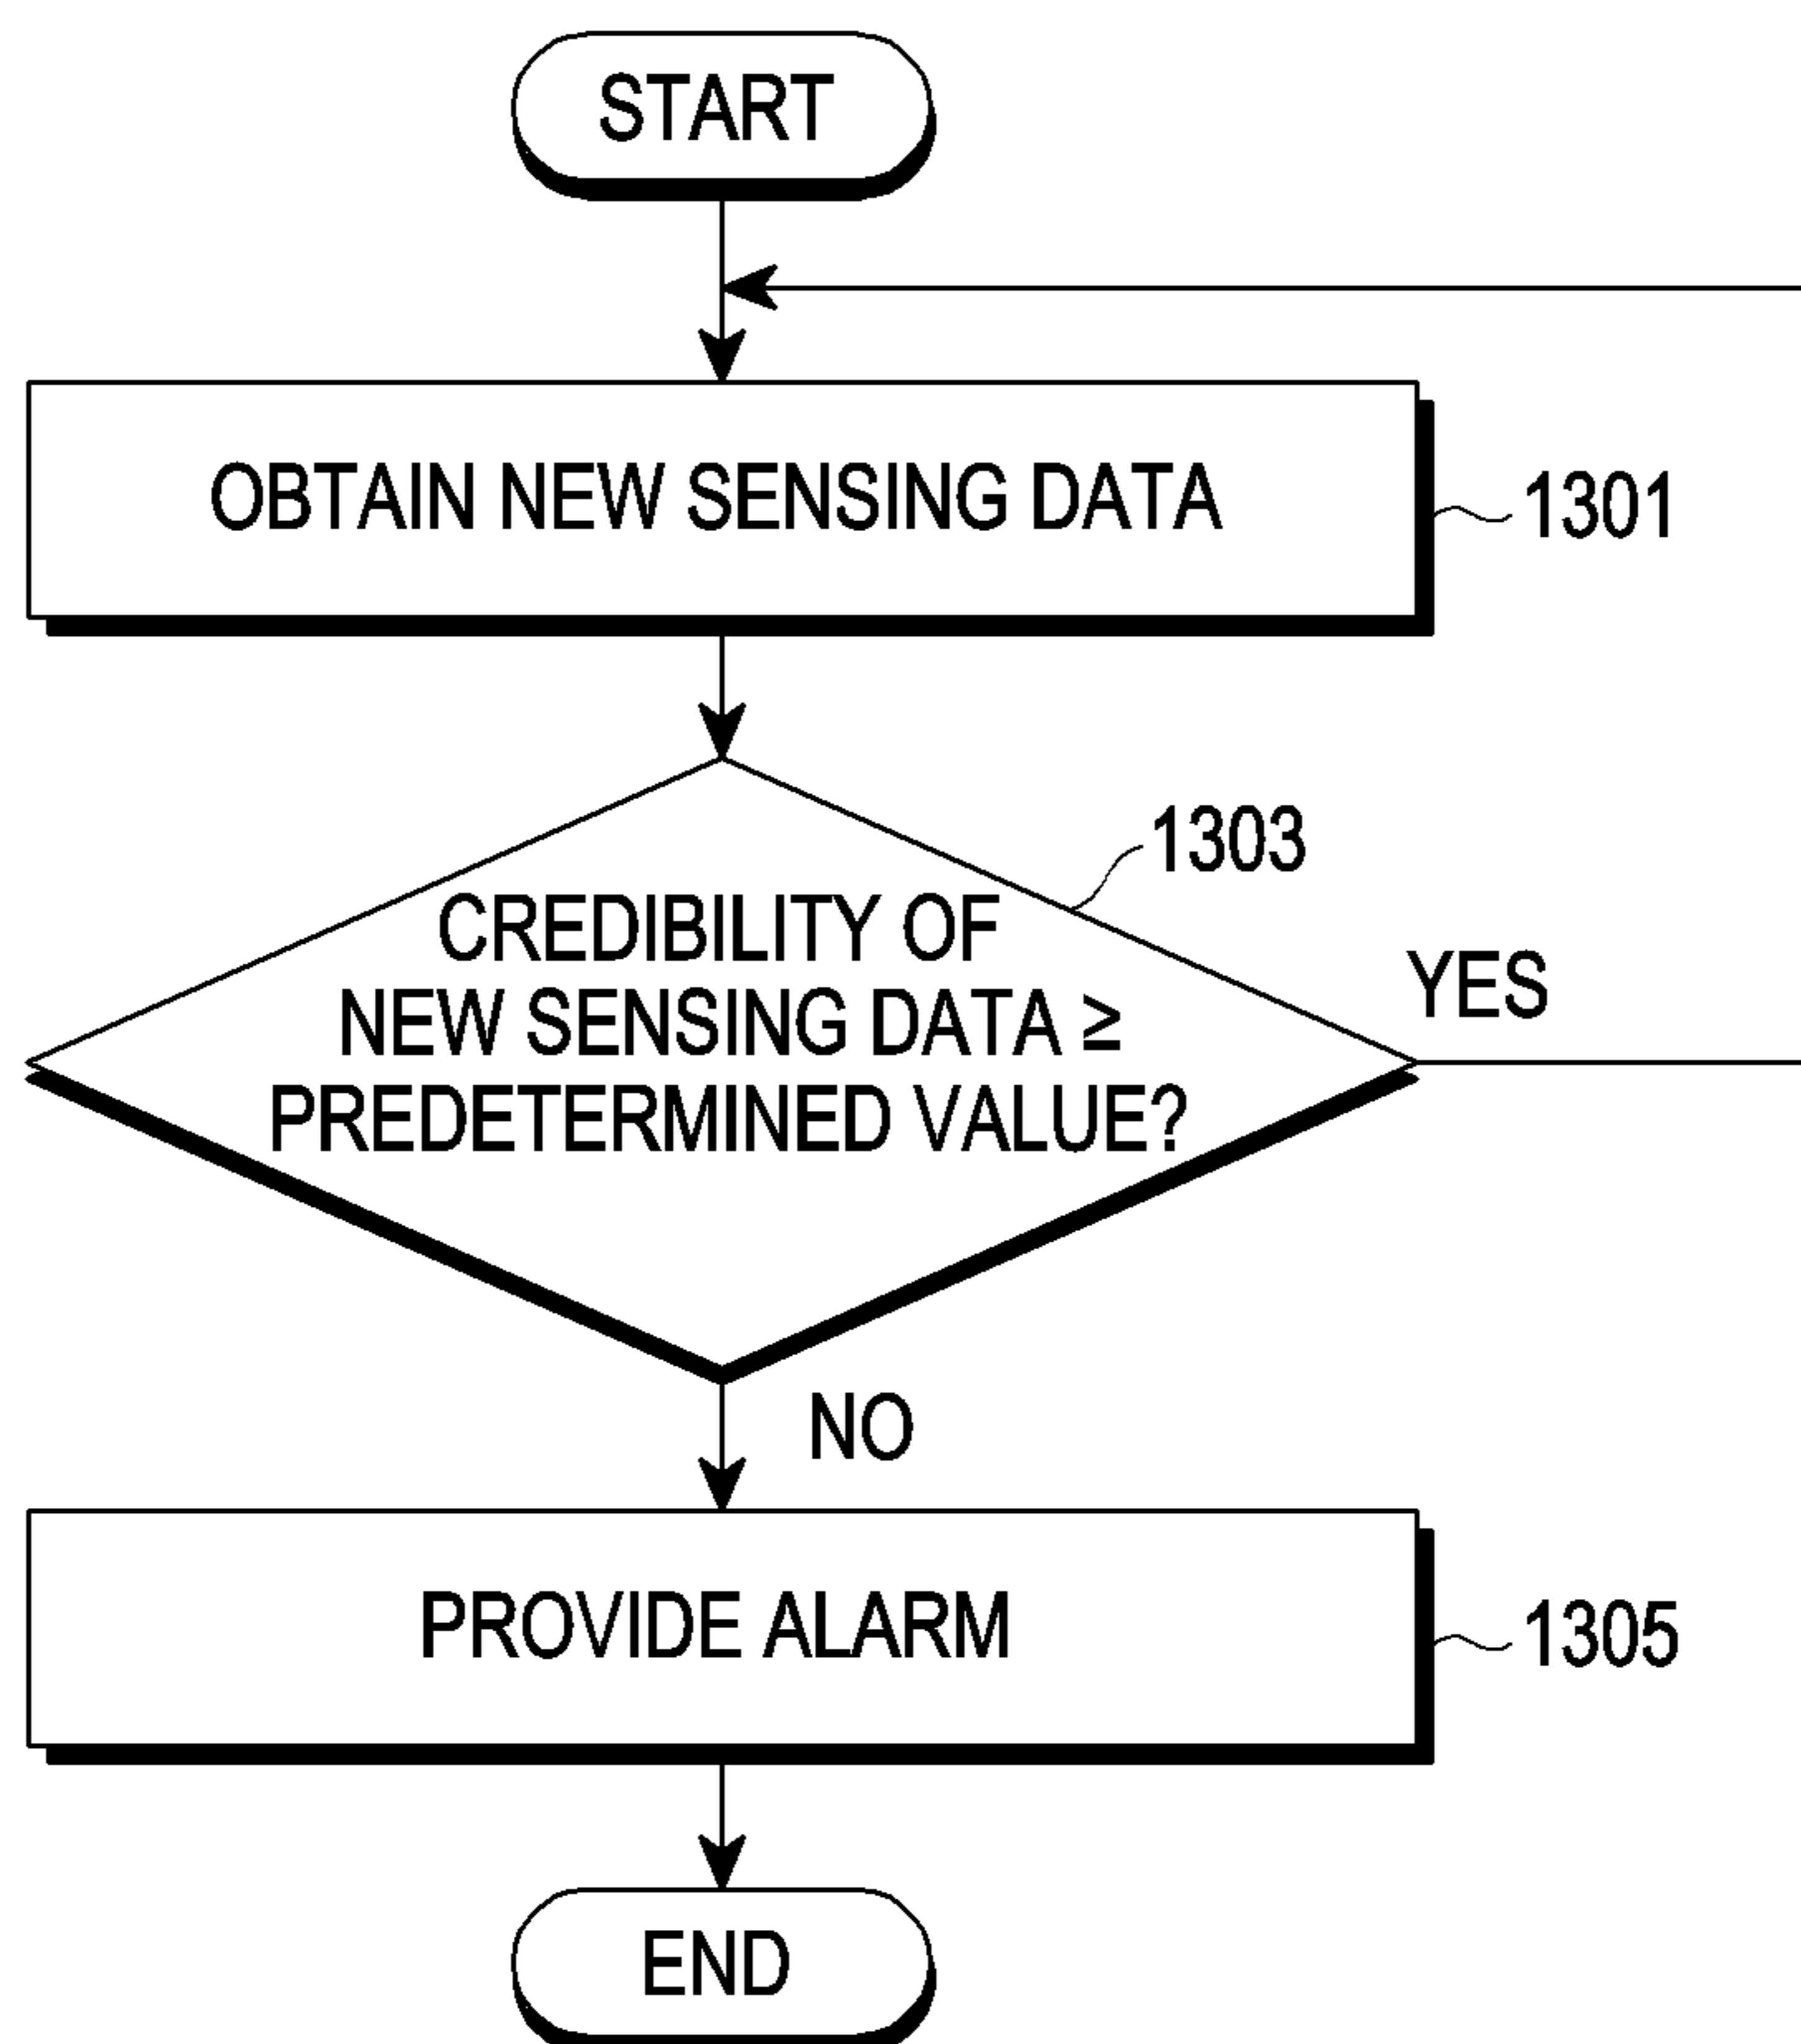 START
OBTAIN NEW SENSING DATA
1301
1303
CREDIBILITY OF
NEW SENSING DATA ≥
PREDETERMINED VALUE?
YES
NO
PROVIDE ALARM
1305
END